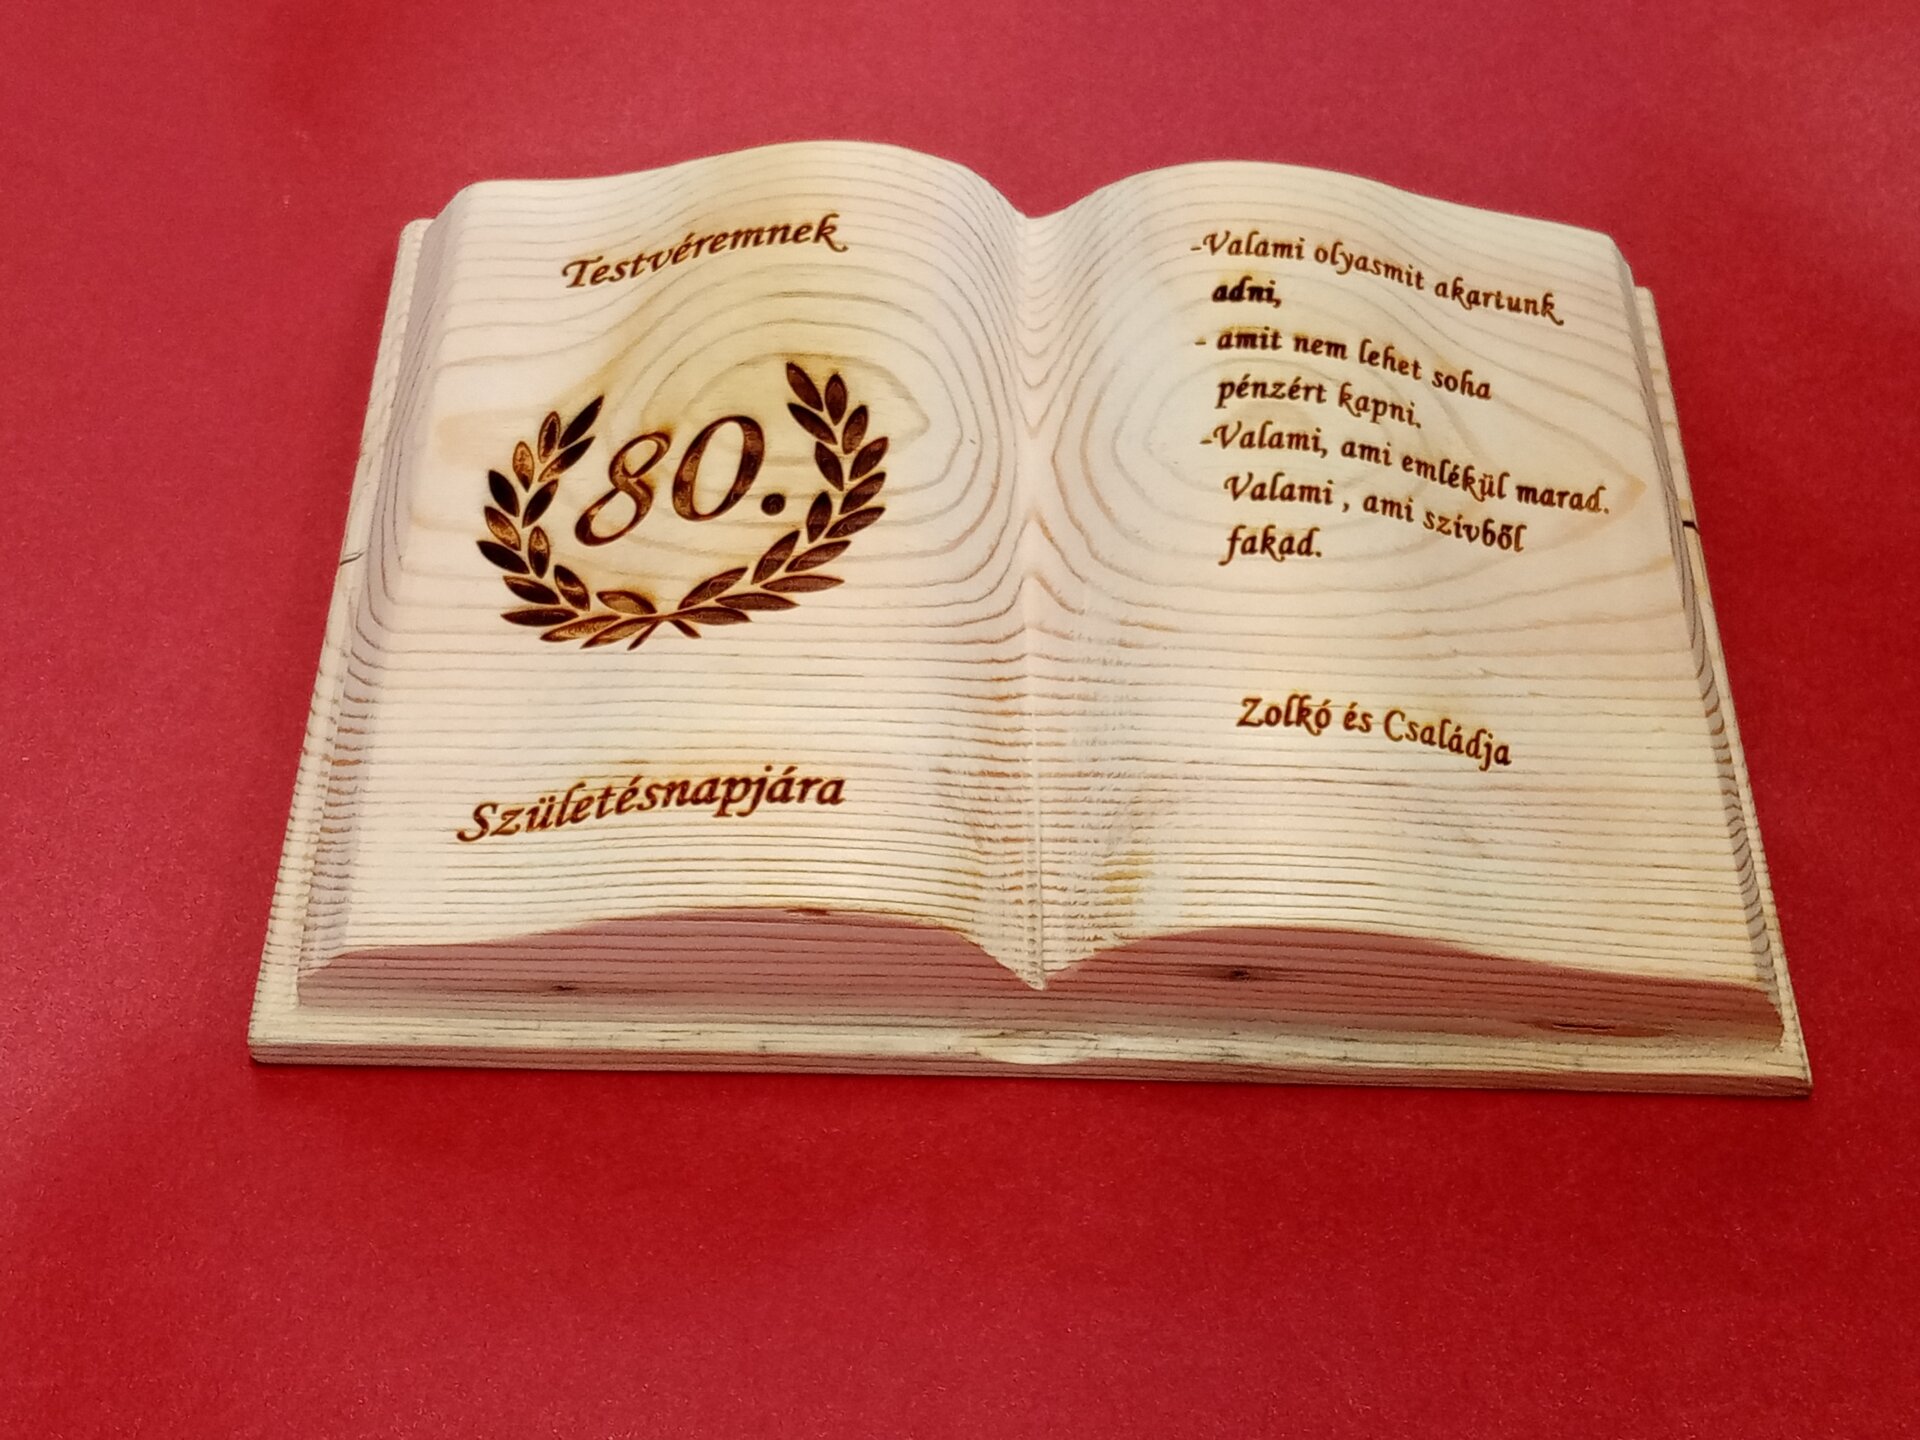 Testvéremnek
80.
Születésnapjára
-Valami olyasmit akartunk
adni,
- amit nem lehet soha
pénzért kapni.
-Valami, ami emlékül marad.
Valami , ami szívből
fakad.
Zolkó és Családja